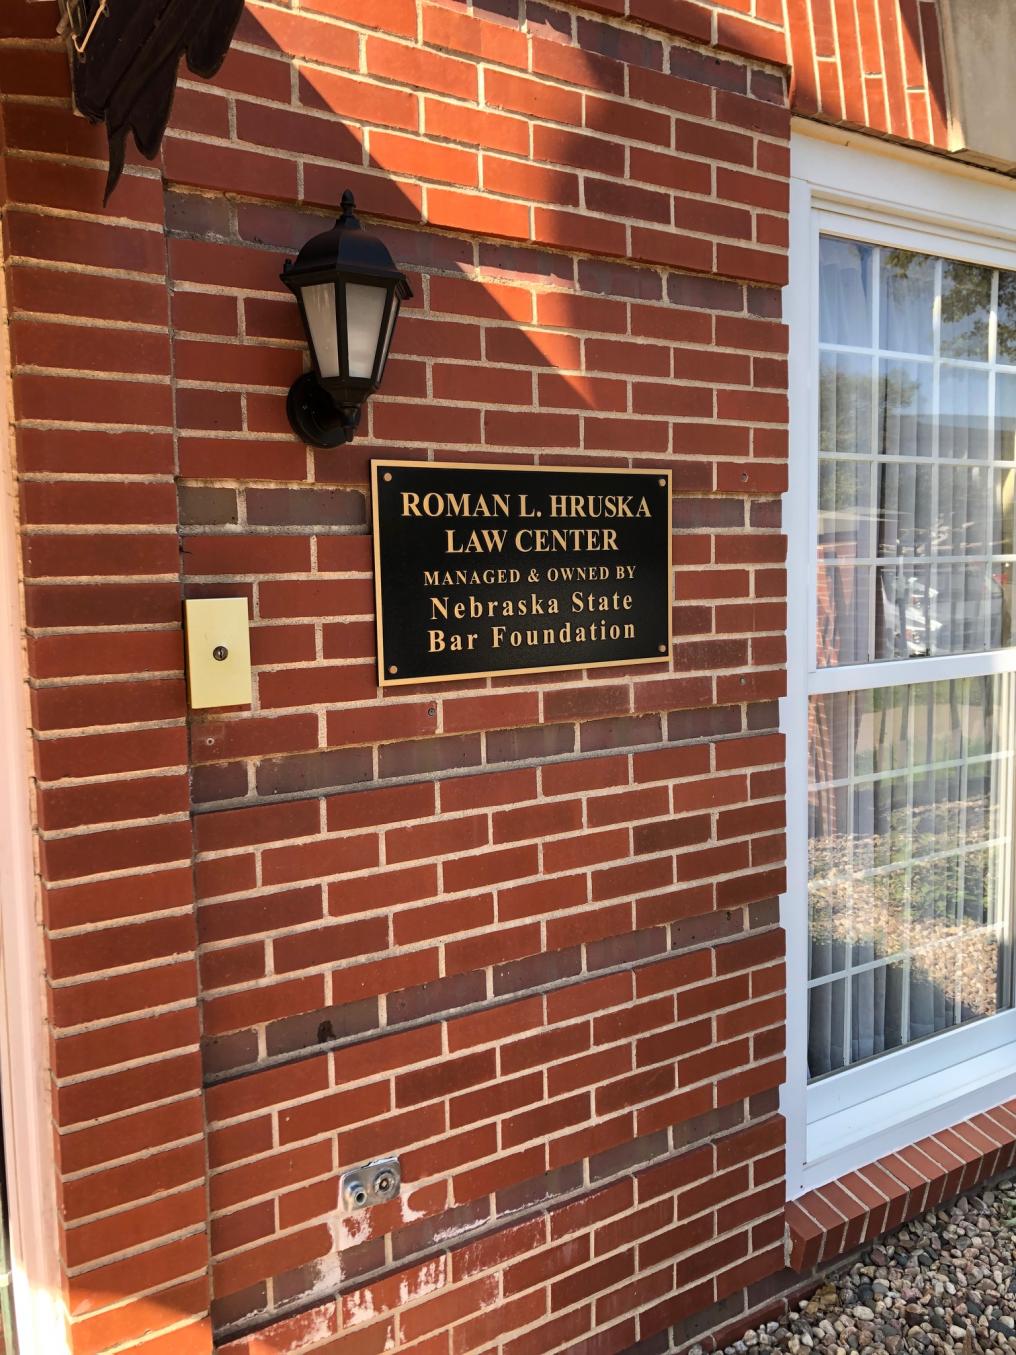 ROMAN L. HRUSKA
LAW CENTER
MANAGED & OWNED BY
Nebraska State
Bar Foundation